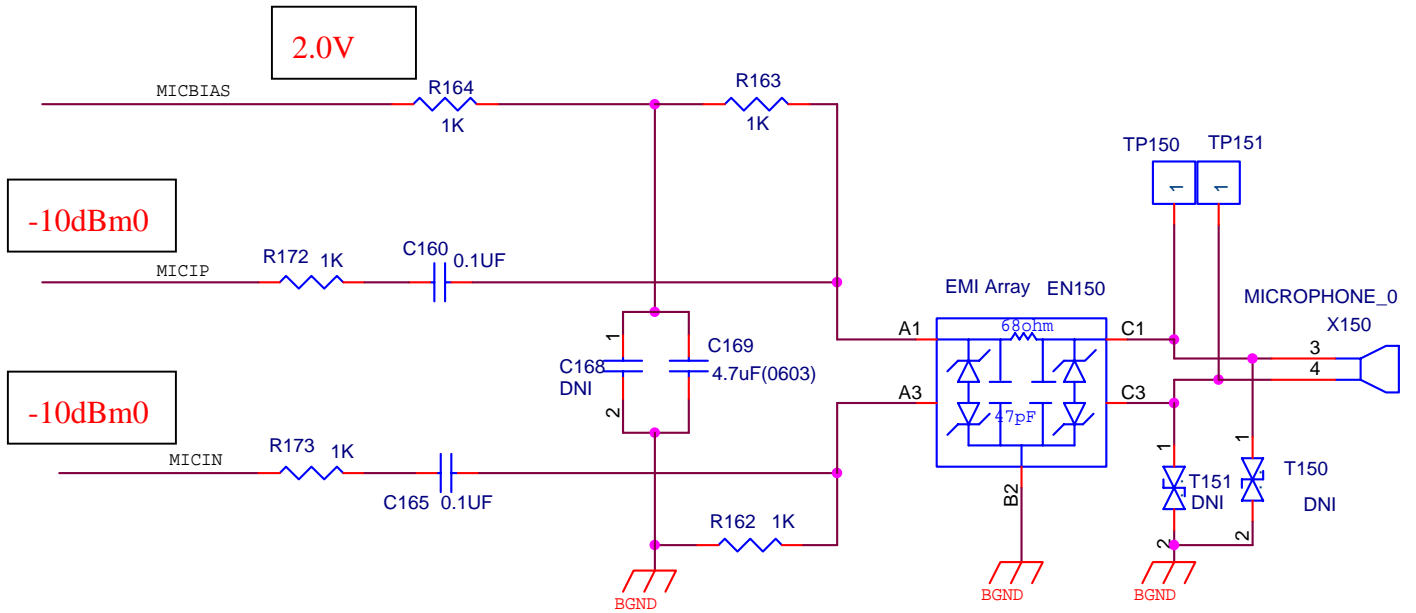 2.0V
MICBIAS
R164
1K
R163
1K
TP150
TP151
1
1
-10dBm0
MICIP
R172 1K
C160
0.1UF
EMI Array EN150
MICROPHONE_0
X150
A1
68ohm
C1
3
4
1
C168
DNI
2
C169
4.7uF(0603)
A3
47pF
C3
-10dBm0
MICIN
R173 1K
C165 0.1UF
B2
1
T151
DNI
2
1
T150
DNI
2
R162 1K
BGND
BGND
BGND